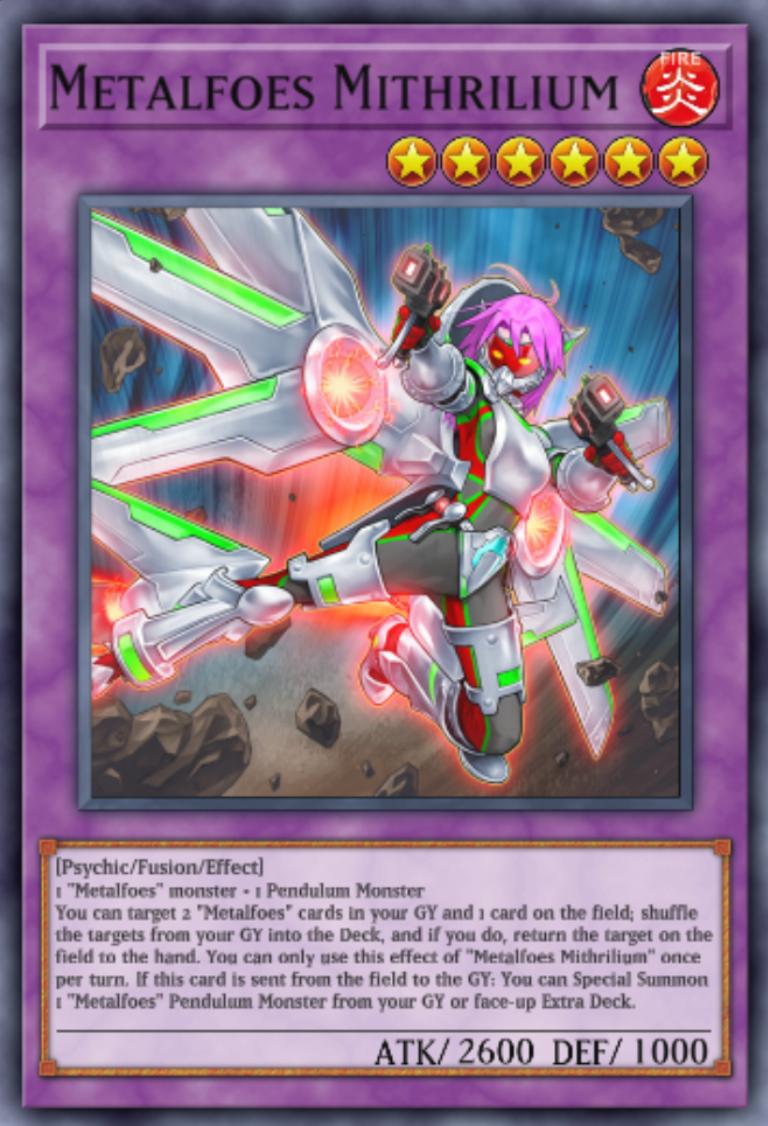 Metalfoes Mithrilium
FIRE
炎
[Psychic/Fusion/Effect]
1 "Metalfoes" monster + 1 Pendulum Monster
You can target 2 "Metalfoes" cards in your GY and 1 card on the field; shuffle
the targets from your GY into the Deck, and if you do, return the target on the
field to the hand. You can only use this effect of "Metalfoes Mithrilium" once
per turn. If this card is sent from the field to the GY: You can Special Summon
1 "Metalfoes" Pendulum Monster from your GY or face-up Extra Deck.
ATK/ 2600 DEF/ 1000